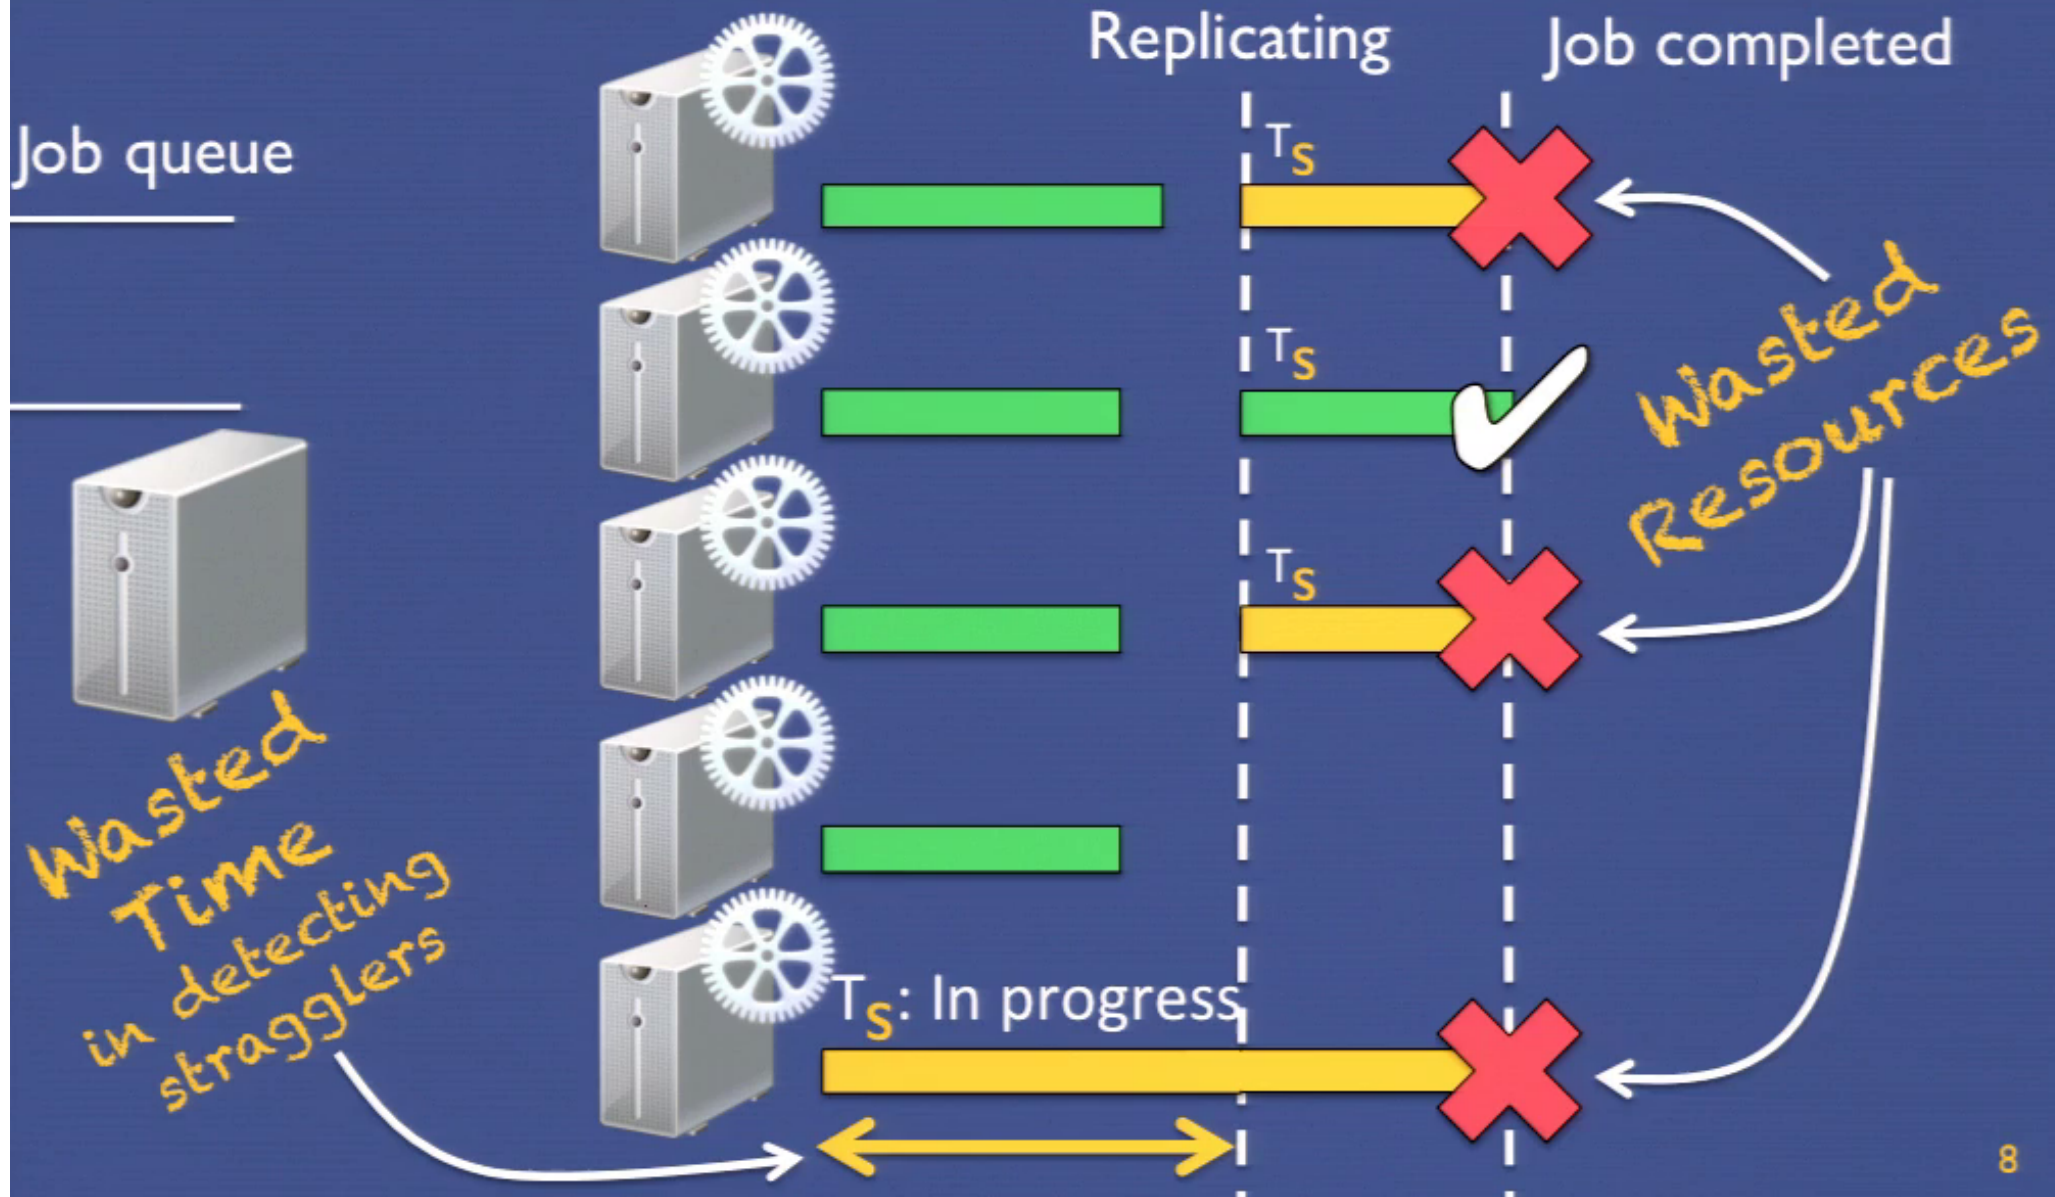 Replicating
Job completed
Job queue
Ts
Ts
Ts
Wasted
Resources
Wasted
Time
in detecting
stragglers
Ts: In progress
8